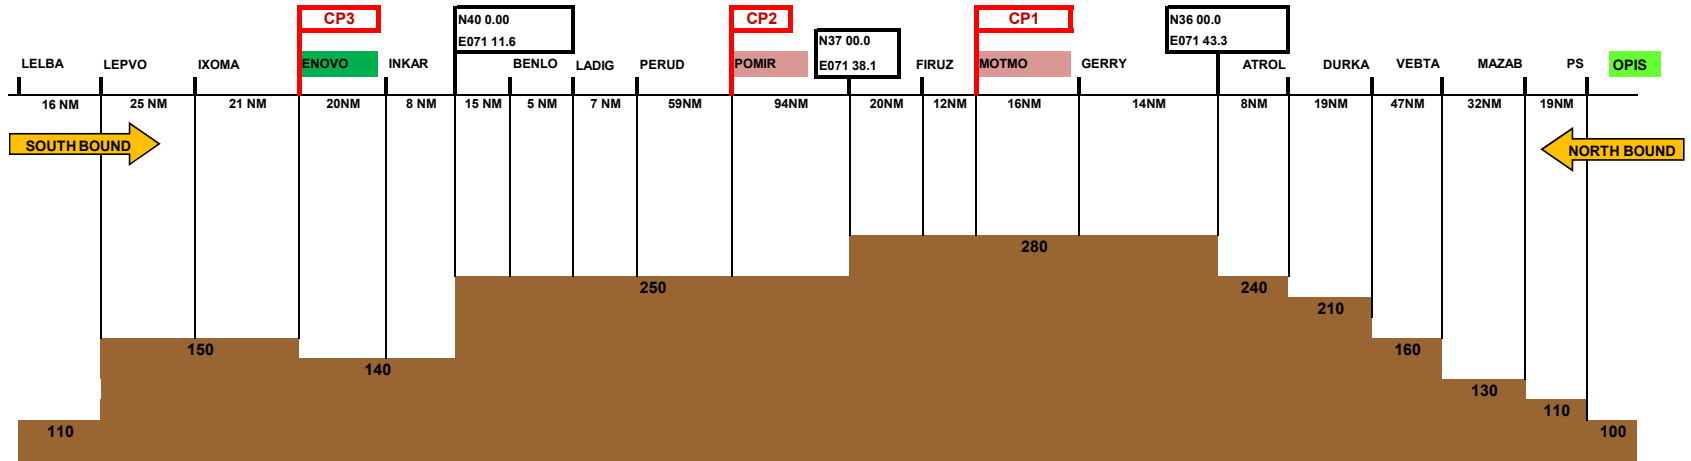 CP3
N40 0.00
E071 11.6
CP2
N37 00.0
E071 38.1
CP1
N36 00.0
E071 43.3
LELBA
LEPVO
IXOMA
ENOVO
INKAR
BENLO
LADIG
PERUD
POMIR
FIRUZ
MOTMO
GERRY
ATROL
DURKA
VEBTA
MAZAB
PS
OPIS
16 NM
25 NM
21 NM
20NM
8 NM
15 NM
5 NM
7 NM
59NM
94NM
20NM
12NM
16NM
14NM
8NM
19NM
47NM
32NM
19NM
SOUTH BOUND
NORTH BOUND
110
150
140
250
280
240
210
160
130
110
100